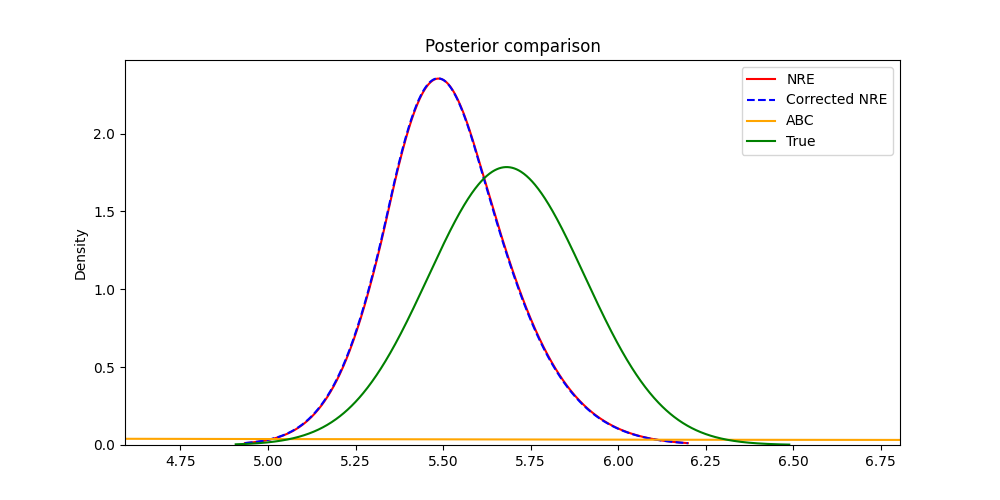 Posterior comparison
NRE
Corrected NRE
ABC
True
Density
2.0
1.5
1.0
0.5
0.0
4.75 5.00 5.25 5.50 5.75 6.00 6.25 6.50 6.75